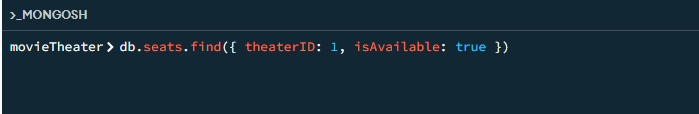 >_MONGOSH
movieTheater> db.seats.find({ theaterID: 1, isAvailable: true })